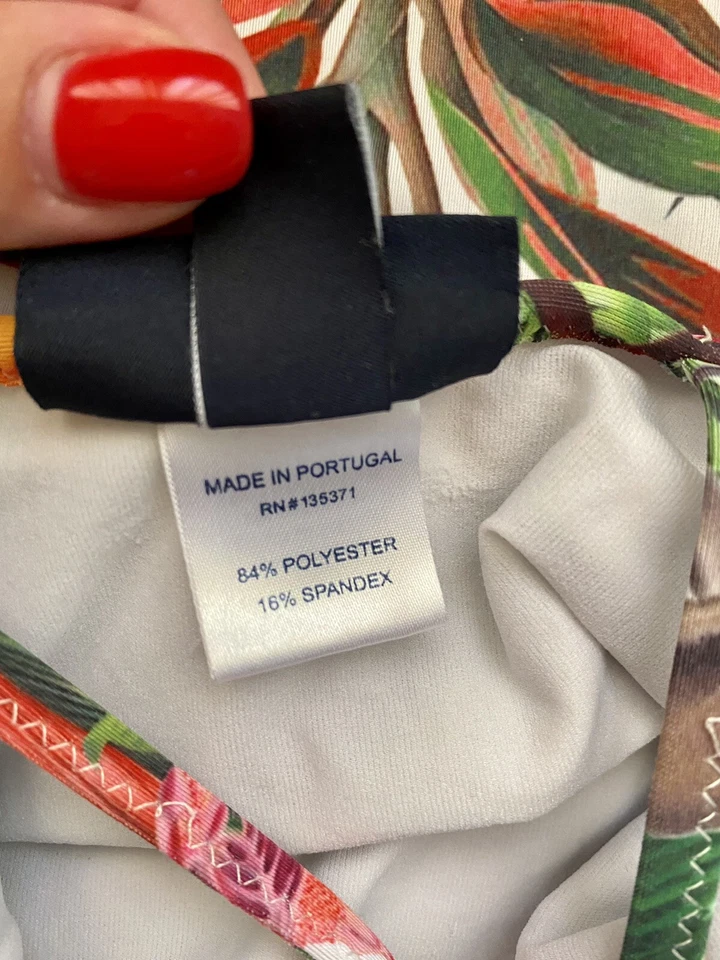 MADE IN PORTUGAL
RN#135371
84% POLYESTER
16% SPANDEX